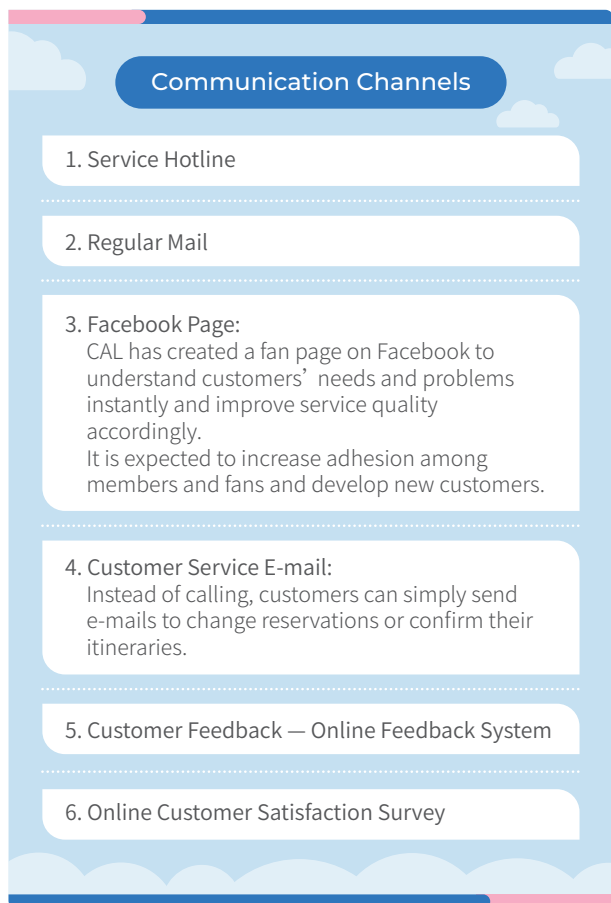 Communication Channels
1. Service Hotline
2. Regular Mail
3. Facebook Page:
CAL has created a fan page on Facebook to
understand customers’ needs and problems
instantly and improve service quality
accordingly.
It is expected to increase adhesion among
members and fans and develop new customers.
4. Customer Service E-mail:
Instead of calling, customers can simply send
e-mails to change reservations or confirm their
itineraries.
5. Customer Feedback — Online Feedback System
6. Online Customer Satisfaction Survey